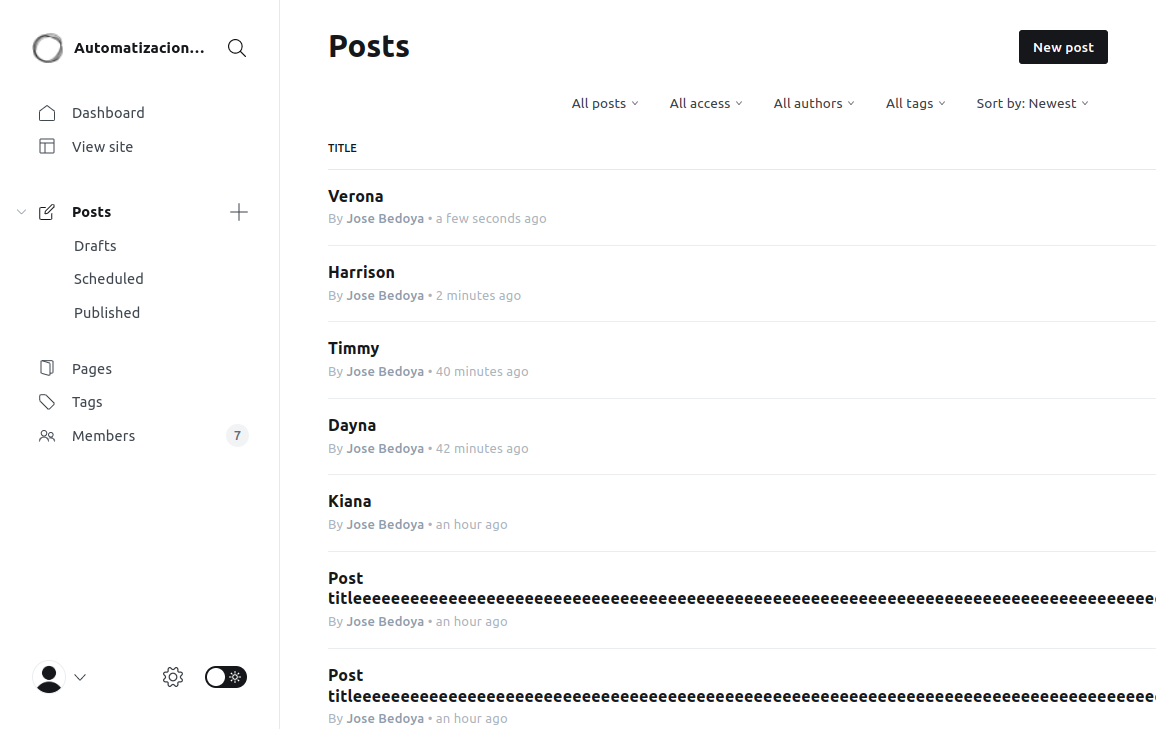 Automatizacion...
Dashboard
View site
Posts
Drafts
Scheduled
Published
Pages
Tags
Members 7
Posts
New post
All posts All access All authors All tags Sort by: Newest
TITLE
Verona
By Jose Bedoya • a few seconds ago
Harrison
By Jose Bedoya • 2 minutes ago
Timmy
By Jose Bedoya • 40 minutes ago
Dayna
By Jose Bedoya • 42 minutes ago
Kiana
By Jose Bedoya • an hour ago
Post
titleeeeeeeeeeeeeeeeeeeeeeeeeeeeeeeeeeeeeeeeeeeeeeeeeeeeeeeeeeeeeeeeeeeeeeeeeeeeeeeeeeeeeee
By Jose Bedoya • an hour ago
Post
titleeeeeeeeeeeeeeeeeeeeeeeeeeeeeeeeeeeeeeeeeeeeeeeeeeeeeeeeeeeeeeeeeeeeeeeeeeeeeeeeeeeeeee
By Jose Bedoya • an hour ago